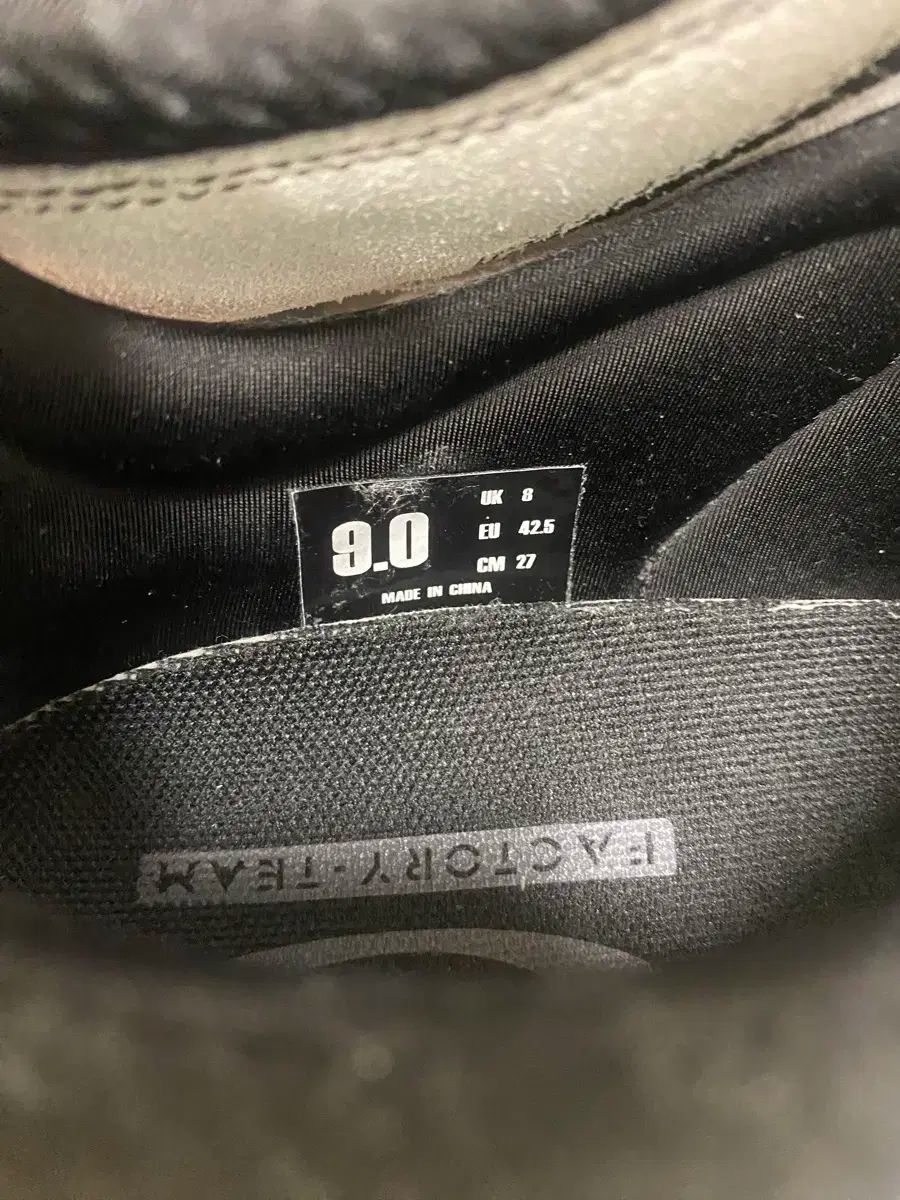 9.0
UK 8
EU 42.5
CM 27
MADE IN CHINA
FACTORY-TEAM